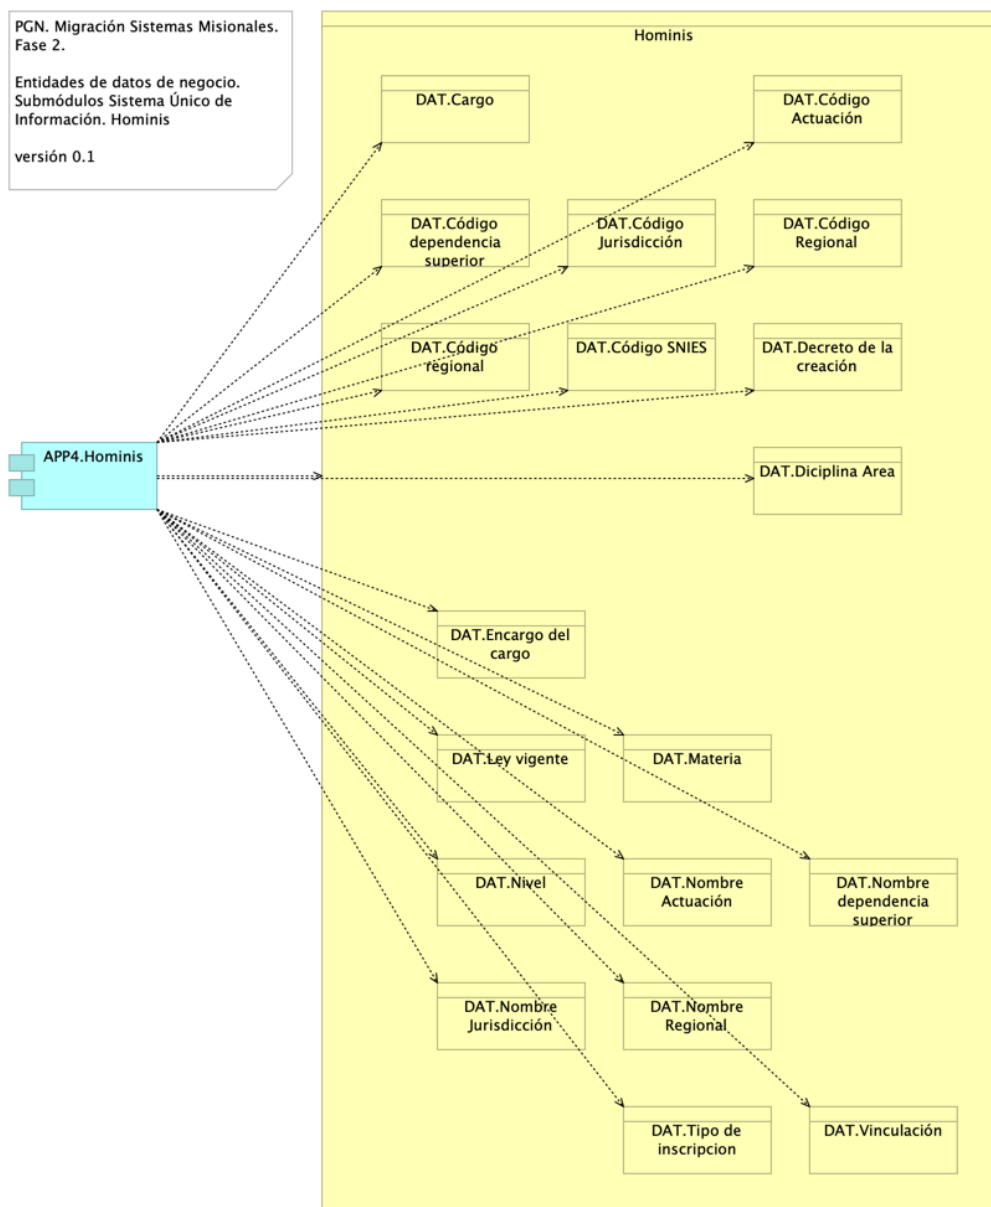 PGN. Migración Sistemas Misionales.
Fase 2.
Entidades de datos de negocio.
Submódulos Sistema Único de
Información. Hominis
versión 0.1
Hominis
DAT.Cargo
DAT.Código
Actuación
DAT.Código
dependencia
superior
DAT.Código
Jurisdicción
DAT.Código
Regional
DAT.Código
regional
DAT.Código SNIES
DAT.Decreto de la
creación
APP4.Hominis
DAT.Diciplina Area
DAT.Encargo del
cargo
DAT.Ley vigente
DAT.Materia
DAT.Nivel
DAT.Nombre
Actuación
DAT.Nombre
dependencia
superior
DAT.Nombre
Jurisdicción
DAT.Nombre
Regional
DAT.Tipo de
inscripcion
DAT.Vinculación